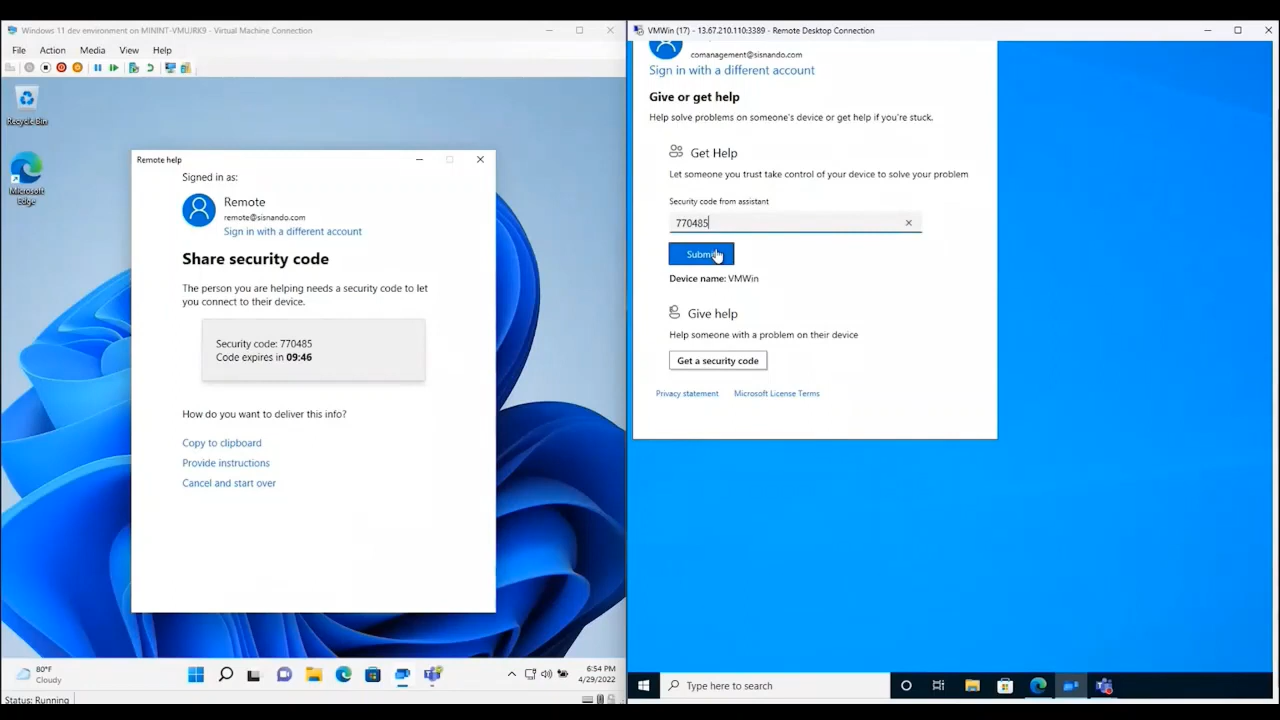 Windows 11 dev environment on MININT-VMUJRK9 - Virtual Machine Connection
File Action Media View Help
Recycle Bin
Microsoft
Edge
Remote help
Signed in as:
Remote
remote@sisnando.com
Sign in with a different account
Share security code
The person you are helping needs a security code to let
you connect to their device.
Security code: 770485
Code expires in 09:46
How do you want to deliver this info?
Copy to clipboard
Provide instructions
Cancel and start over
80°F
Cloudy
6:54 PM
4/29/2022
Status: Running
VMWin (17) - 13.67.210.110:3389 - Remote Desktop Connection
comanagement@sisnando.com
Sign in with a different account
Give or get help
Help solve problems on someone's device or get help if you're stuck.
Get Help
Let someone you trust take control of your device to solve your problem
Security code from assistant
770485
Submit
Device name: VMWin
Give help
Help someone with a problem on their device
Get a security code
Privacy statement Microsoft License Terms
Type here to search